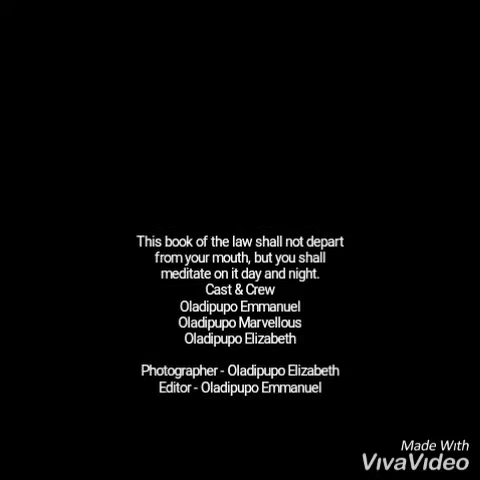 This book of the law shall not depart
from your mouth, but you shall
meditate on it day and night.
Cast & Crew
Oladipupo Emmanuel
Oladipupo Marvellous
Oladipupo Elizabeth
Photographer - Oladipupo Elizabeth
Editor - Oladipupo Emmanuel
Made With
VivaVideo